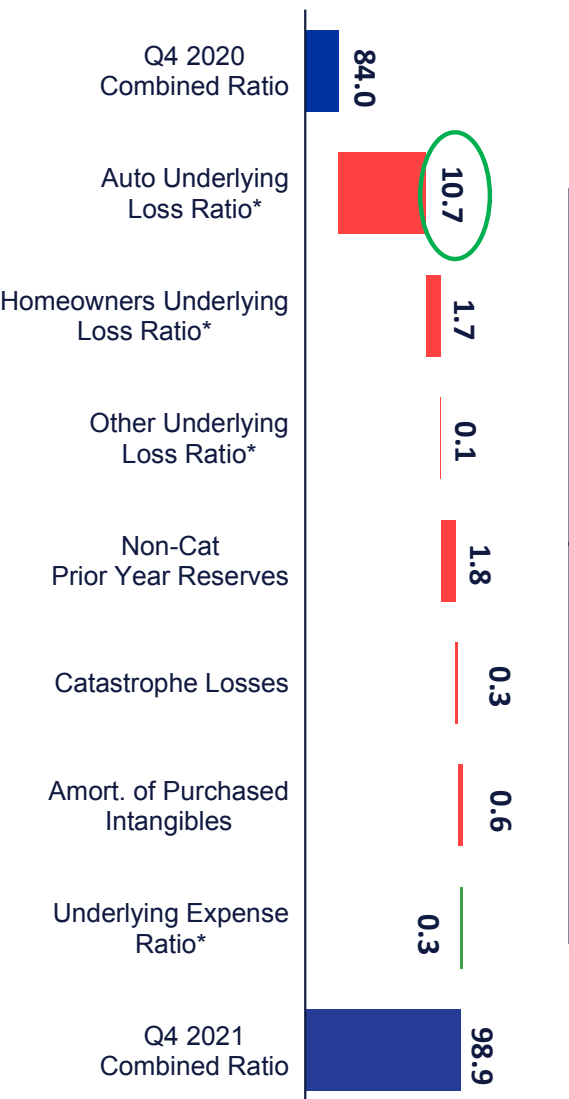 Q4 2020
Combined Ratio
84.0
Auto Underlying
Loss Ratio*
10.7
Homeowners Underlying
Loss Ratio*
1.7
Other Underlying
Loss Ratio*
0.1
Non-Cat
Prior Year Reserves
1.8
Catastrophe Losses
0.3
Amort. of Purchased
Intangibles
0.6
Underlying Expense
Ratio*
0.3
Q4 2021
Combined Ratio
98.9